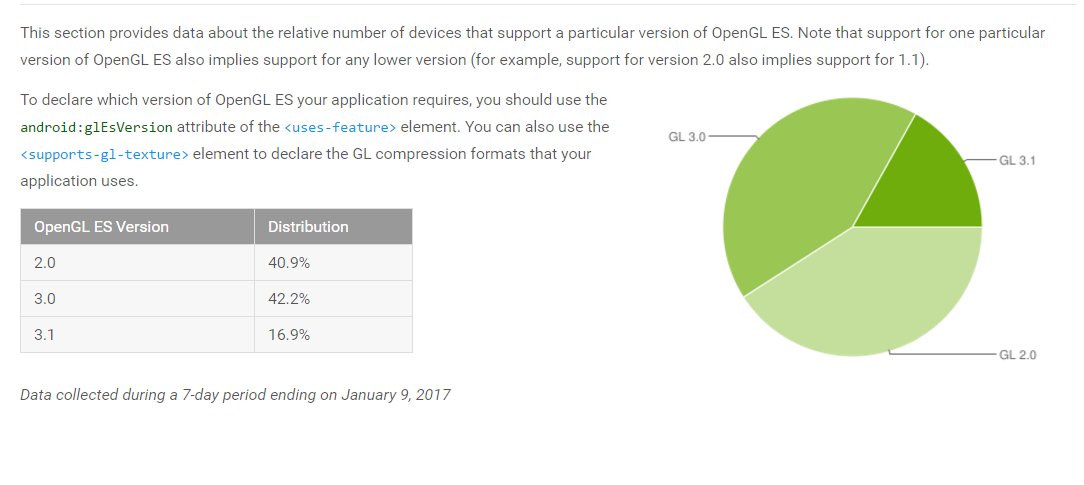 This section provides data about the relative number of devices that support a particular version of OpenGL ES. Note that support for one particular
version of OpenGL ES also implies support for any lower version (for example, support for version 2.0 also implies support for 1.1).
To declare which version of OpenGL ES your application requires, you should use the
android:glEsVersion attribute of the <uses-feature> element. You can also use the
<supports-gl-texture> element to declare the GL compression formats that your
application uses.
OpenGL ES Version Distribution
2.0 40.9%
3.0 42.2%
3.1 16.9%
Data collected during a 7-day period ending on January 9, 2017
GL 3.0
GL 3.1
GL 2.0